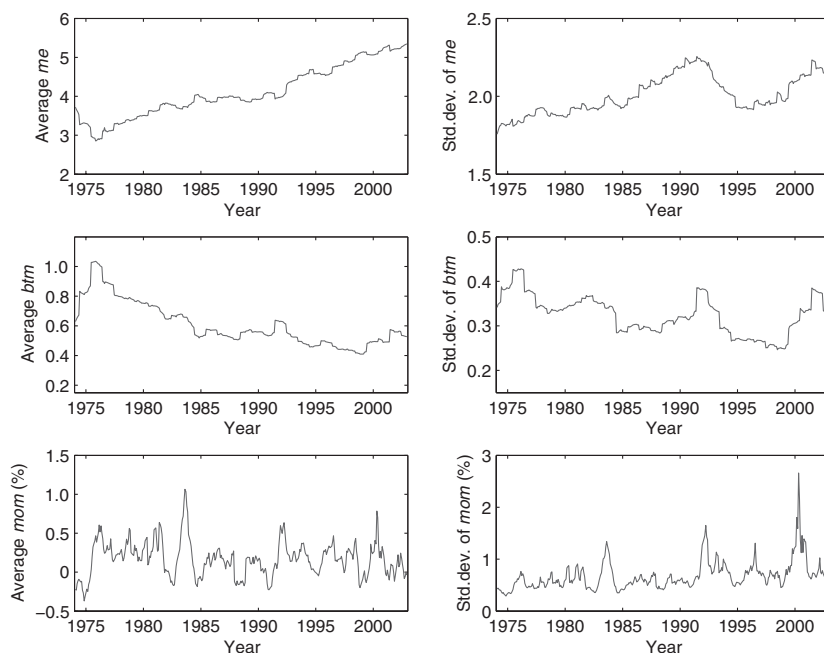 6
5
4
3
2
Average me
1975 1980 1985 1990 1995 2000
Year
2.5
2.0
1.5
Std.dev. of me
1975 1980 1985 1990 1995 2000
Year
1.0
0.8
0.6
0.4
0.2
Average btm
1975 1980 1985 1990 1995 2000
Year
0.5
0.4
0.3
0.2
Std.dev. of btm
1975 1980 1985 1990 1995 2000
Year
1.5
1.0
0.5
0
−0.5
Average mom (%)
1975 1980 1985 1990 1995 2000
Year
3
2
1
0
Std.dev. of mom (%)
1975 1980 1985 1990 1995 2000
Year